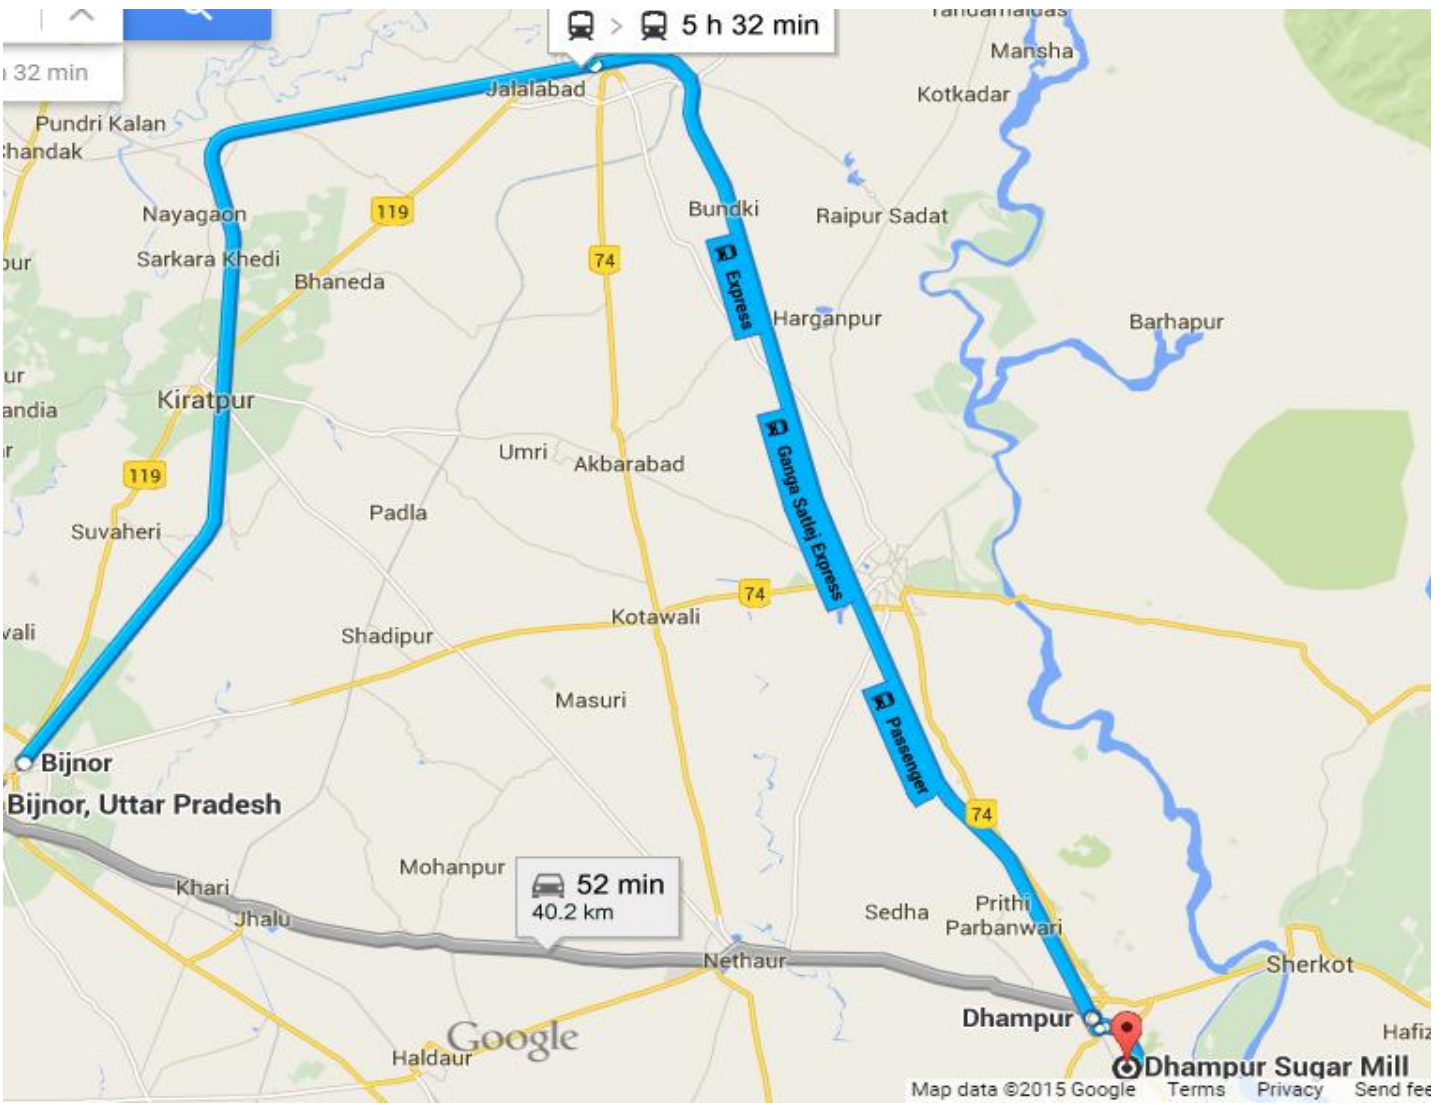 5 h 32 min
32 min
Mansha
Kotkadar
Jalalabad
Pundri Kalan
Chandak
Nayagaon
119
Bundki
Raipur Sadat
Sarkara Khedi
74
Bhaneda
Express
Harganpur
Barhapur
Kiratpur
Umri
Akbarabad
119
Ganga Satlej Express
Padla
Suvaheri
74
Kotawali
Shadipur
Masuri
Passenger
Bijnor
Bijnor, Uttar Pradesh
74
Mohanpur
52 min
40.2 km
Khari
Jhalu
Sedha
Prithi
Parbanwari
Nethaur
Sherkot
Dhampur
Google
Haldaur
Dhampur Sugar Mill
Map data ©2015 Google Terms Privacy Send fee